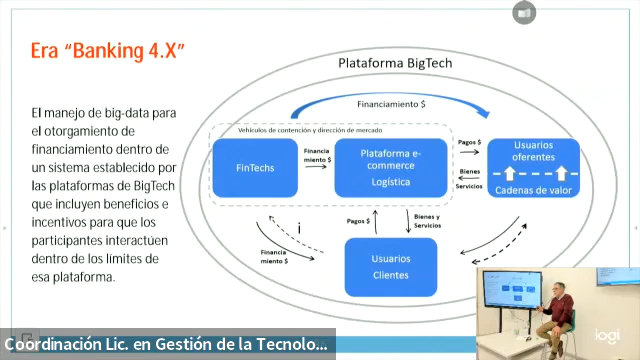 Era “Banking 4.X”
El manejo de big-data para
el otorgamiento de
financiamiento dentro de
un sistema establecido por
las plataformas de BigTech
que incluyen beneficios e
incentivos para que los
participantes interactúen
dentro de los límites de
esa plataforma.
Plataforma BigTech
Financiamiento $
Vehículos de contención y dirección de mercado
FinTechs
Financia
miento $
Plataforma e-
commerce
Logística
Pagos $
Bienes
Servicios
Usuarios
oferentes
Cadenas de valor
i
Financia
miento $
Pagos $
Bienes y
Servicios
Usuarios
Clientes
logi
Coordinación Lic. en Gestión de la Tecnolo...